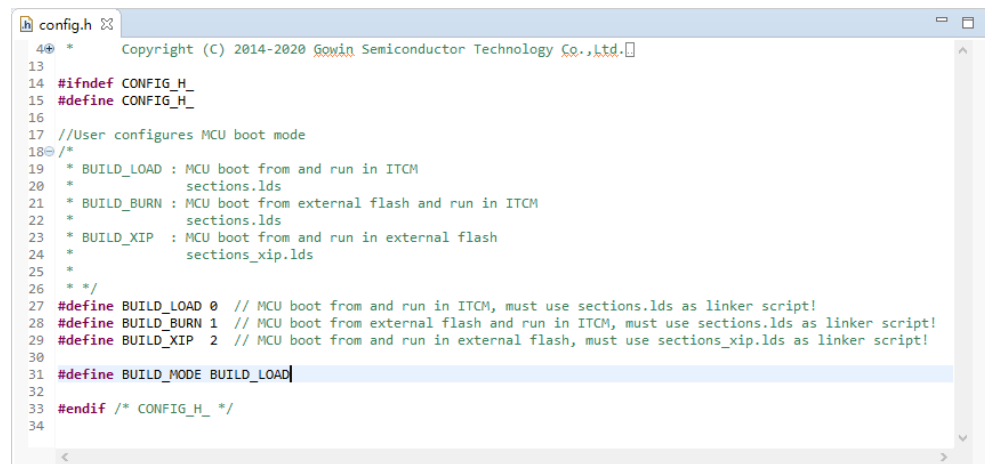 config.h
4 * Copyright (C) 2014-2020 Gowin Semiconductor Technology Co.,Ltd.
13
14 #ifndef CONFIG_H_
15 #define CONFIG_H_
16
17 //User configures MCU boot mode
18 /*
19 * BUILD_LOAD : MCU boot from and run in ITCM
20 * sections.lds
21 * BUILD_BURN : MCU boot from external flash and run in ITCM
22 * sections.lds
23 * BUILD_XIP : MCU boot from and run in external flash
24 * sections_xip.lds
25 *
26 * */
27 #define BUILD_LOAD 0 // MCU boot from and run in ITCM, must use sections.lds as linker script!
28 #define BUILD_BURN 1 // MCU boot from external flash and run in ITCM, must use sections.lds as linker script!
29 #define BUILD_XIP 2 // MCU boot from and run in external flash, must use sections_xip.lds as linker script!
30
31 #define BUILD_MODE BUILD_LOAD
32
33 #endif /* CONFIG_H_ */
34